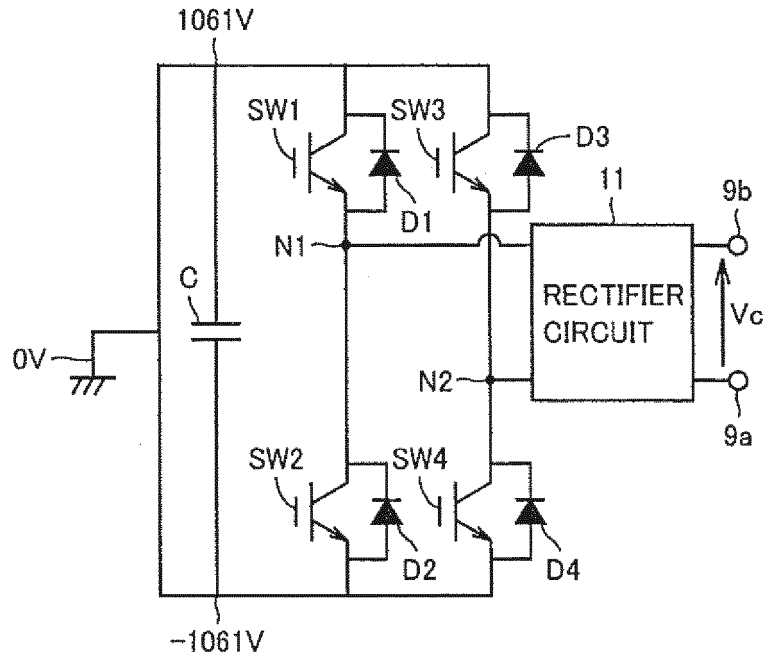 1061V
SW1
SW3
D3
D1
11
9b
N1
C
RECTIFIER
CIRCUIT
Vc
0V
N2
9a
SW2
SW4
D2
D4
-1061V